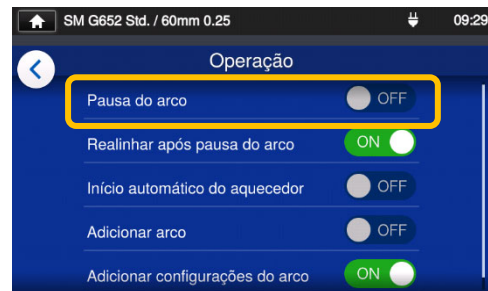 SM G652 Std. / 60mm 0.25 09:29
Operação
Pausa do arco OFF
Realinhar após pausa do arco ON
Início automático do aquecedor OFF
Adicionar arco OFF
Adicionar configurações do arco ON